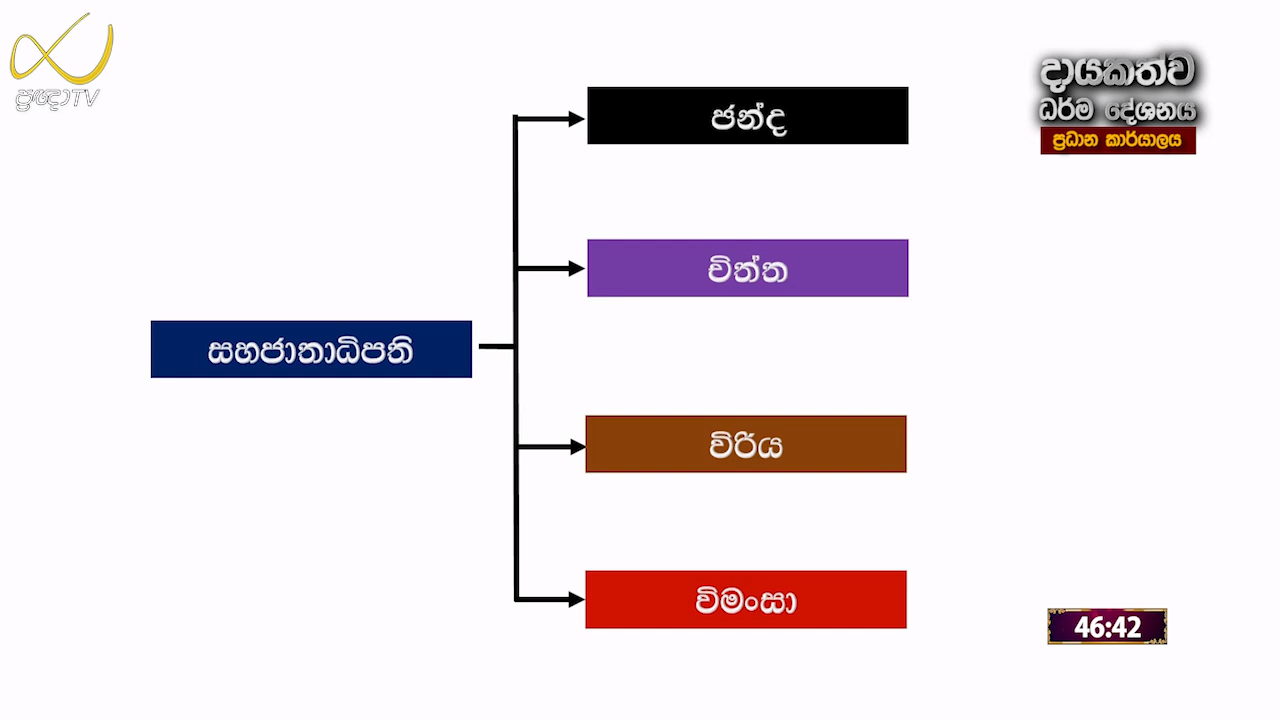 ප්‍රඥාTV
දායකත්ව
ධර්ම දේශනය
ප්‍රධාන කාර්යාලය
ඡන්ද
චිත්ත
සහජාතාධිපති
විරිය
විමංසා
46:42